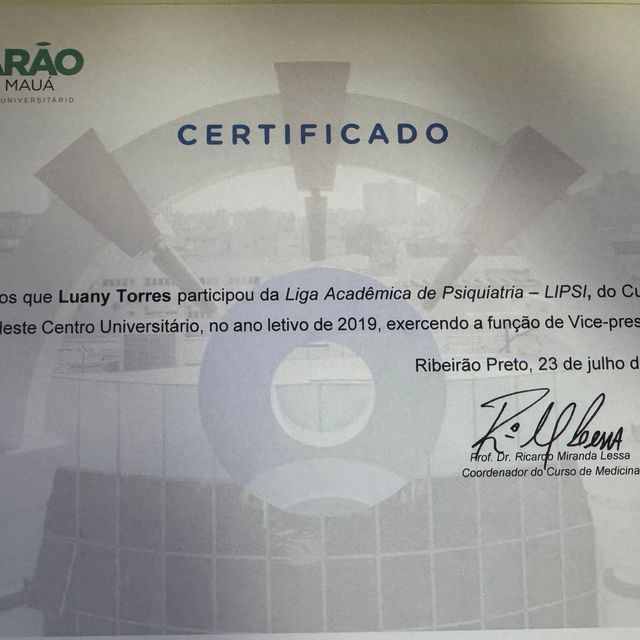 ARÃO
MAUÁ
UNIVERSITÁRIO
CERTIFICADO
os que Luany Torres participou da Liga Acadêmica de Psiquiatria – LIPSI, do Cu
deste Centro Universitário, no ano letivo de 2019, exercendo a função de Vice-pres
Ribeirão Preto, 23 de julho d
Prof. Dr. Ricardo Miranda Lessa
Coordenador do Curso de Medicina